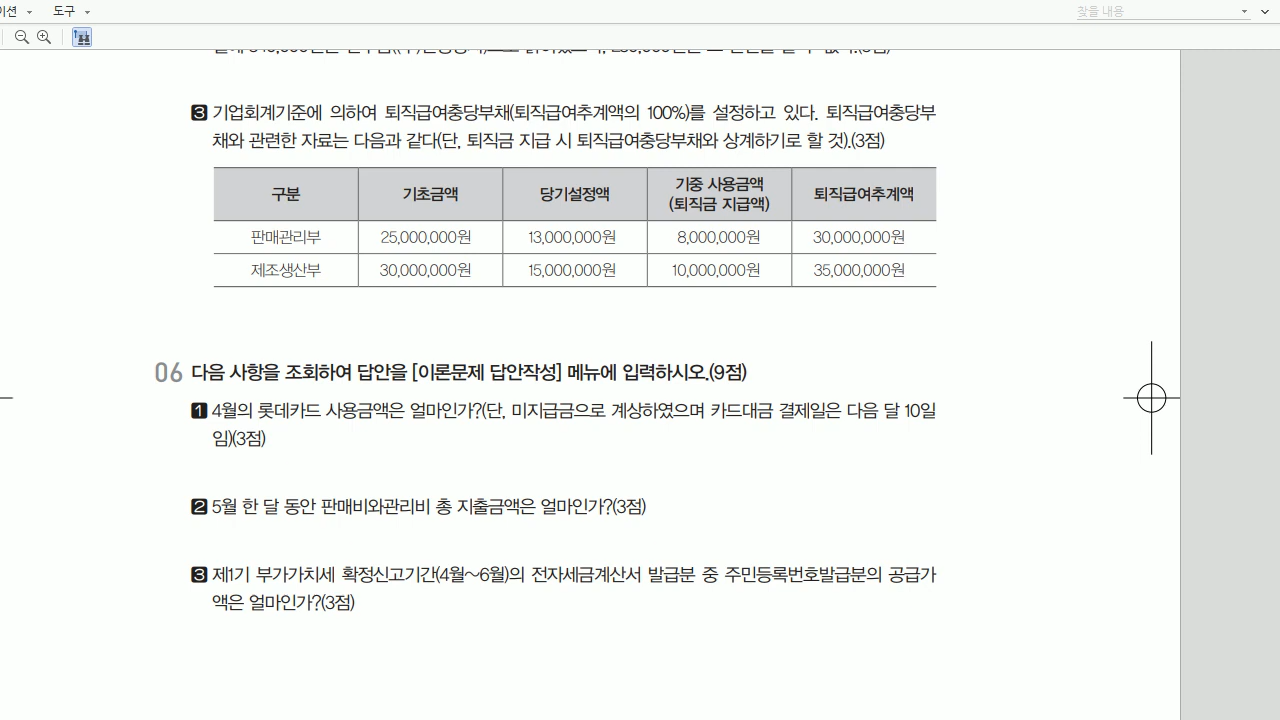 이션
도구
찾을 내용
3 기업회계기준에 의하여 퇴직급여충당부채(퇴직급여추계액의 100%)를 설정하고 있다. 퇴직급여충당부
채와 관련한 자료는 다음과 같다(단, 퇴직금 지급 시 퇴직급여충당부채와 상계하기로 할 것).(3점)
구분 기초금액 당기설정액 기중 사용금액 (퇴직금 지급액) 퇴직급여추계액
판매관리부 25,000,000원 13,000,000원 8,000,000원 30,000,000원
제조생산부 30,000,000원 15,000,000원 10,000,000원 35,000,000원
06 다음 사항을 조회하여 답안을 [이론문제 답안작성] 메뉴에 입력하시오.(9점)
1 4월의 롯데카드 사용금액은 얼마인가?(단, 미지급금으로 계상하였으며 카드대금 결제일은 다음 달 10일
임)(3점)
2 5월 한 달 동안 판매비와관리비 총 지출금액은 얼마인가?(3점)
3 제1기 부가가치세 확정신고기간(4월~6월)의 전자세금계산서 발급분 중 주민등록번호발급분의 공급가
액은 얼마인가?(3점)